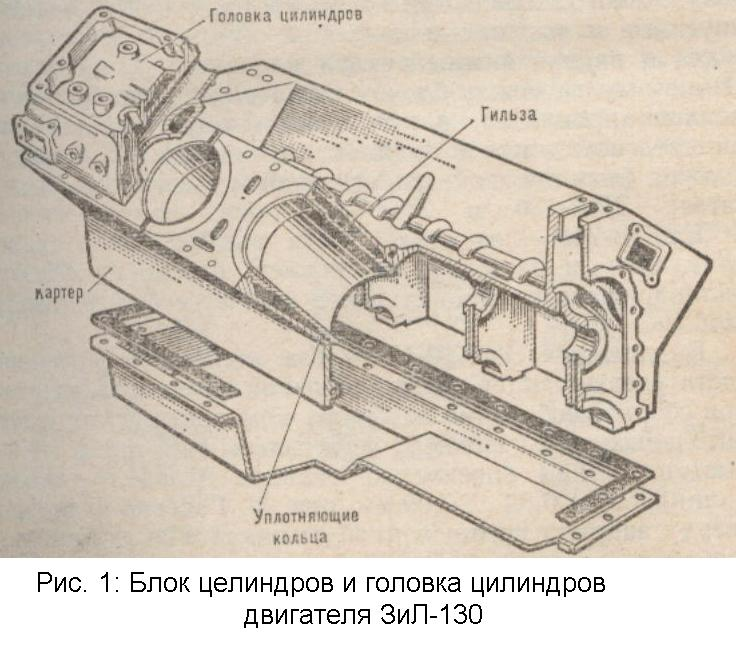 Головка цилиндров
Гильза
картер
Уплотняющие
кольца
Рис. 1: Блок целиндров и головка цилиндров
двигателя ЗиЛ-130